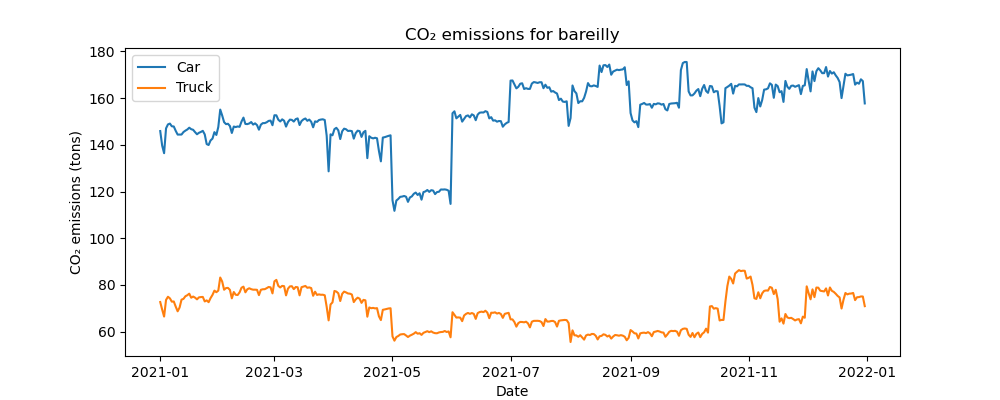 CO₂ emissions for bareilly
Car
Truck
CO₂ emissions (tons)
180
160
140
120
100
80
60
2021-01
2021-03
2021-05
2021-07
2021-09
2021-11
2022-01
Date